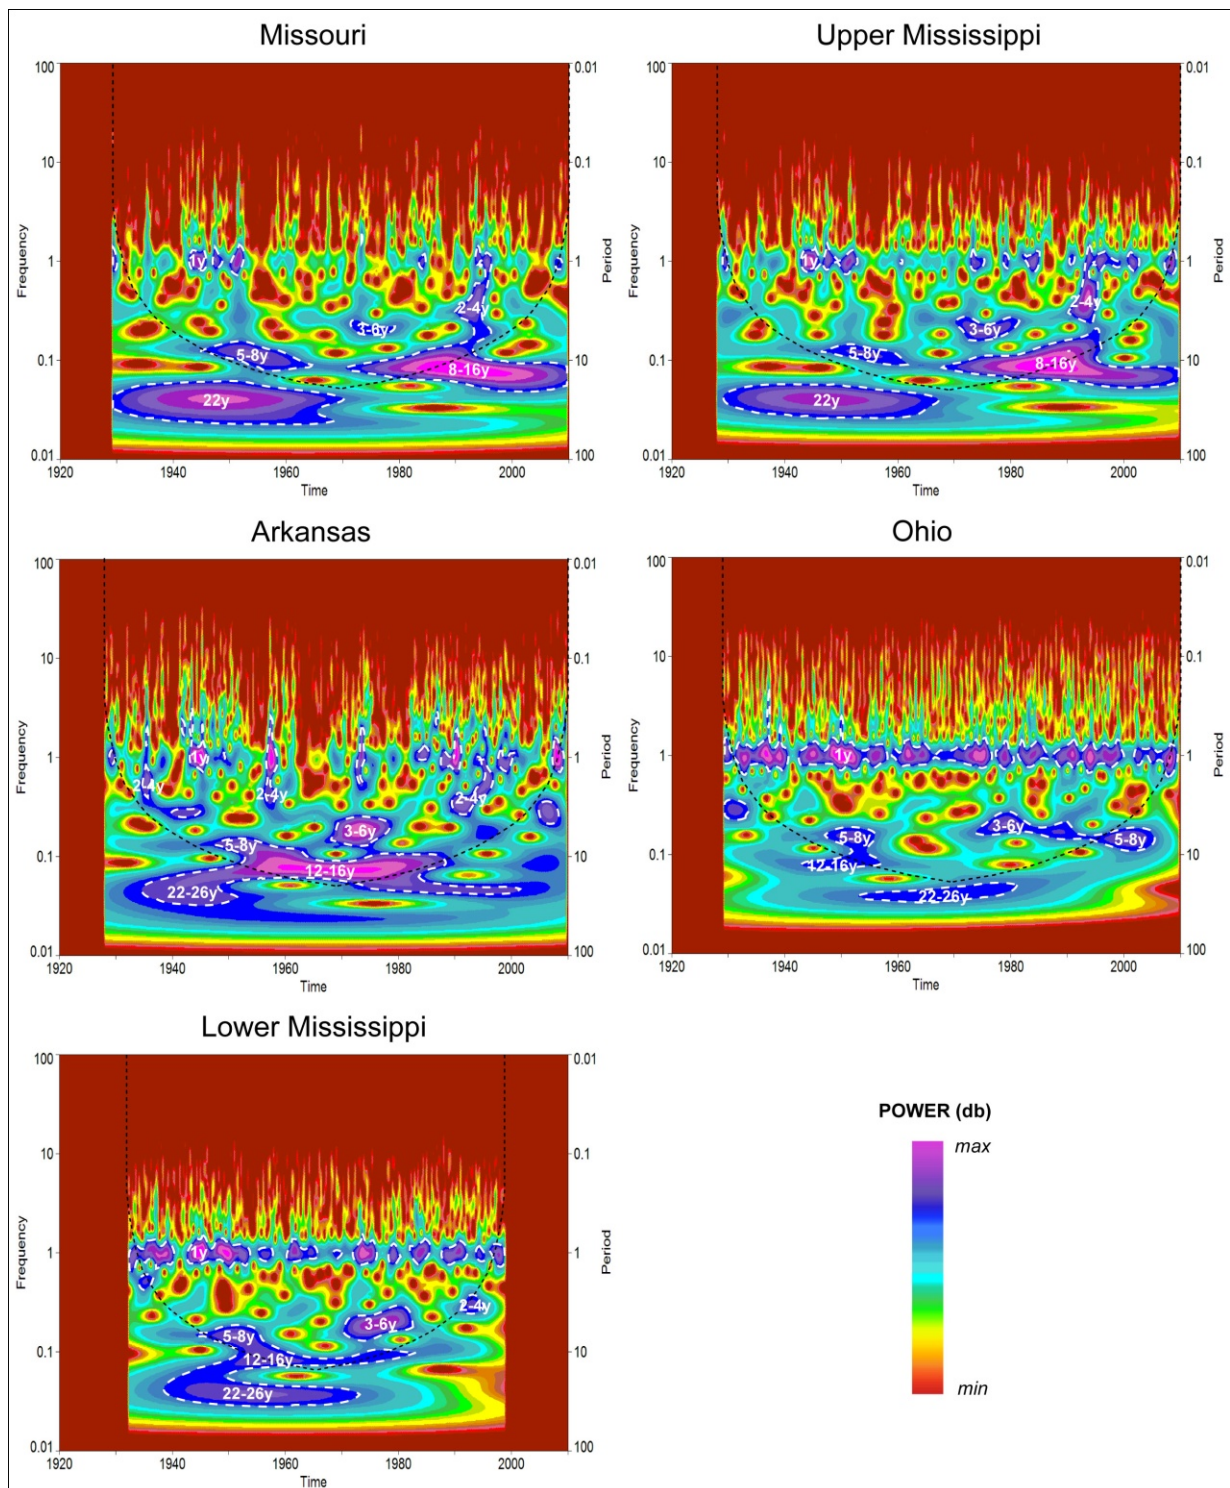 Missouri
100
10
1
0.1
0.01
0.01
0.1
1
10
100
Frequency
Period
1y
2-4y
3-6y
5-8y
8-16y
22y
1920
1940
1960
1980
2000
Time
Upper Mississippi
100
10
1
0.1
0.01
0.01
0.1
1
10
100
Frequency
Period
1y
2-4y
3-6y
5-8y
8-16y
22y
1920
1940
1960
1980
2000
Time
Arkansas
100
10
1
0.1
0.01
0.01
0.1
1
10
100
Frequency
Period
1y
2-4y
2-4y
2-4y
3-6y
5-8y
12-16y
22-26y
1920
1940
1960
1980
2000
Time
Ohio
100
10
1
0.1
0.01
0.01
0.1
1
10
100
Frequency
Period
1y
3-6y
5-8y
5-8y
12-16y
22-26y
1920
1940
1960
1980
2000
Time
Lower Mississippi
100
10
1
0.1
0.01
0.01
0.1
1
10
100
Frequency
Period
1y
2-4y
3-6y
5-8y
12-16y
22-26y
1920
1940
1960
1980
2000
Time
POWER (db)
max
min